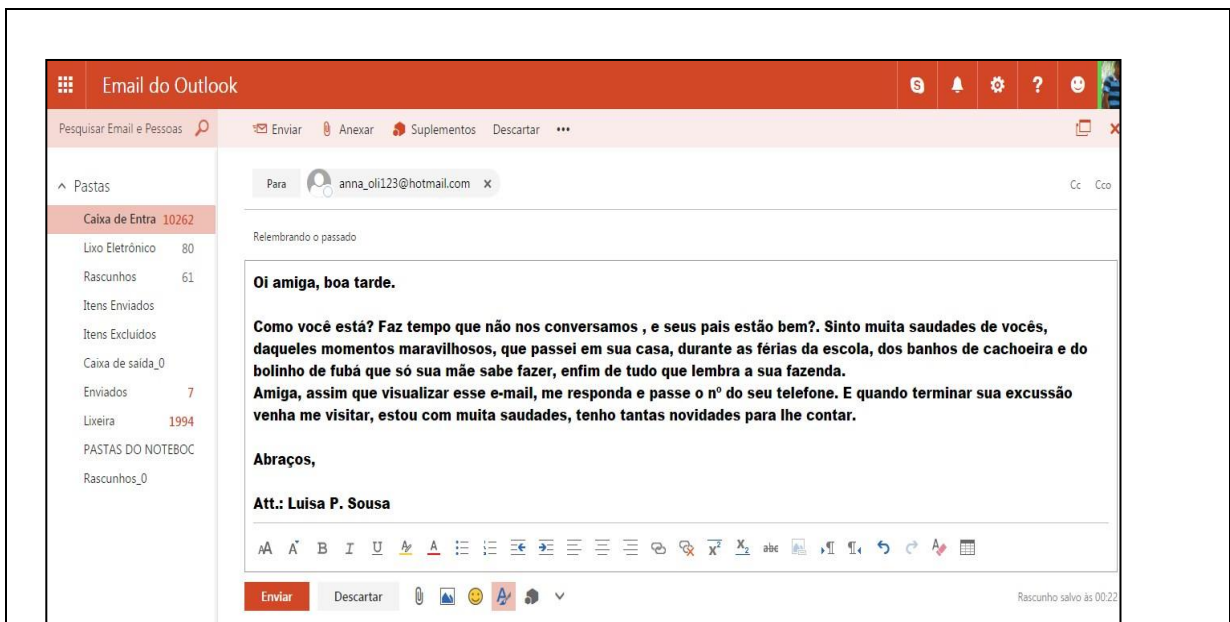 Email do Outlook
Pesquisar Email e Pessoas
Enviar Anexar Suplementos Descartar •••
Pastas
Caixa de Entra 10262
Lixo Eletrônico 80
Rascunhos 61
Itens Enviados
Itens Excluídos
Caixa de saída_0
Enviados 7
Lixeira 1994
PASTAS DO NOTEBOC
Rascunhos_0
Para anna_oli123@hotmail.com x Cc Cco
Relembrando o passado
Oi amiga, boa tarde.
Como você está? Faz tempo que não nos conversamos , e seus pais estão bem?. Sinto muita saudades de vocês,
daqueles momentos maravilhosos, que passei em sua casa, durante as férias da escola, dos banhos de cachoeira e do
bolinho de fubá que só sua mãe sabe fazer, enfim de tudo que lembra a sua fazenda.
Amiga, assim que visualizar esse e-mail, me responda e passe o nº do seu telefone. E quando terminar sua excussão
venha me visitar, estou com muita saudades, tenho tantas novidades para lhe contar.
Abraços,
Att.: Luisa P. Sousa
Enviar Descartar Rascunho salvo às 00:22